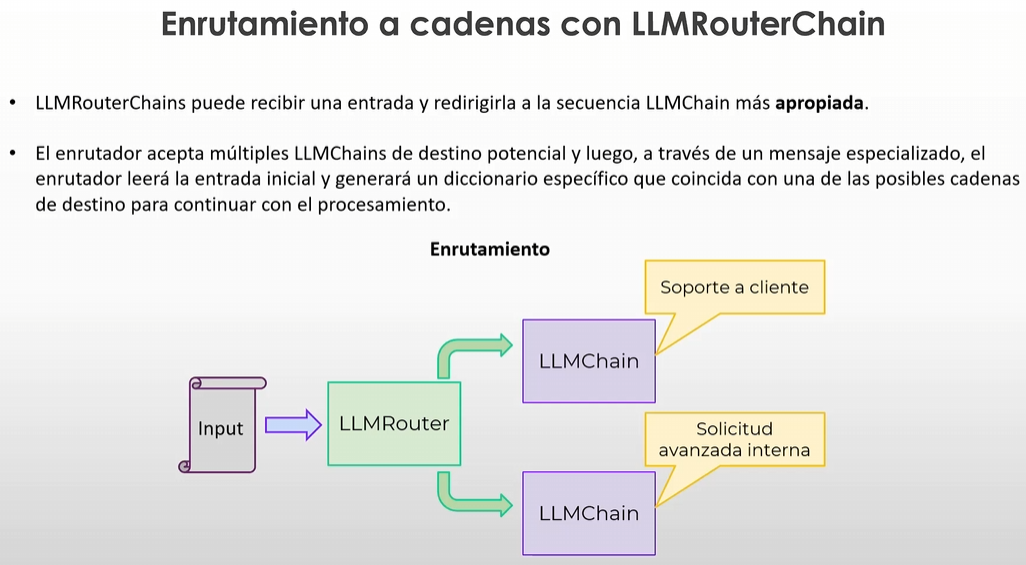 Enrutamiento a cadenas con LLMRouterChain
• LLMRouterChains puede recibir una entrada y redirigirla a la secuencia LLMChain más apropiada.
• El enrutador acepta múltiples LLMChains de destino potencial y luego, a través de un mensaje especializado, el
enrutador leerá la entrada inicial y generará un diccionario específico que coincida con una de las posibles cadenas
de destino para continuar con el procesamiento.
Enrutamiento
Soporte a cliente
LLMChain
Input
LLMRouter
Solicitud
avanzada interna
LLMChain